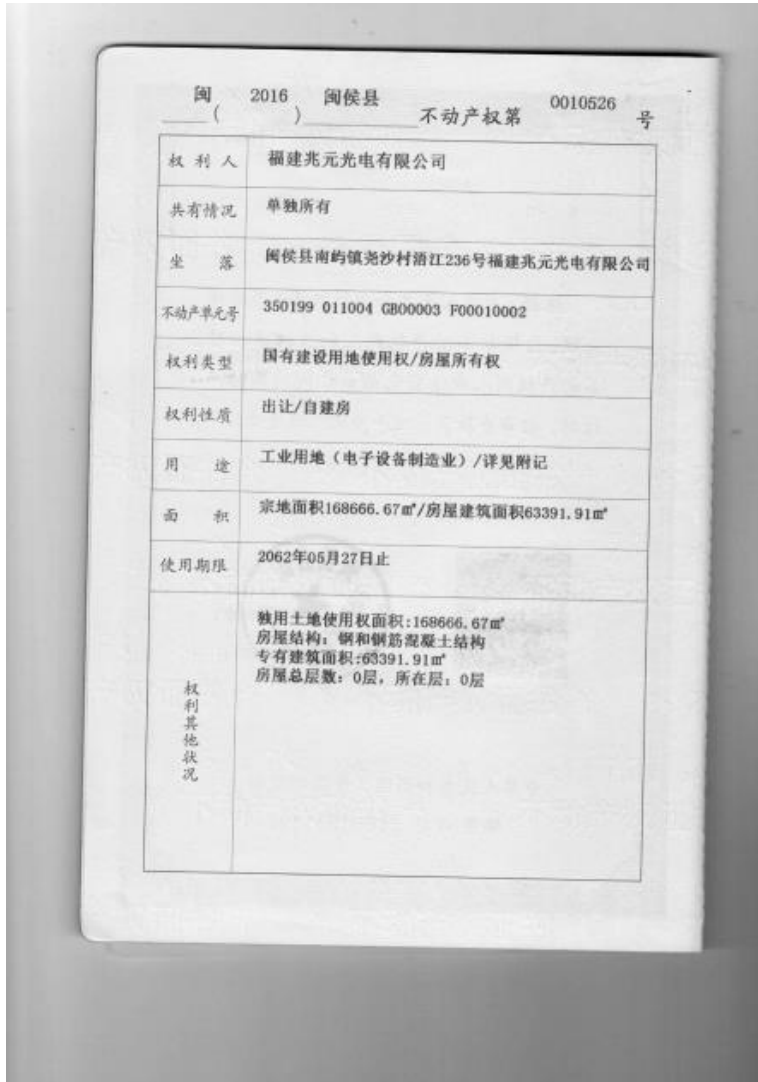 闽（2016）闽侯县不动产权第0010526号
权利人 福建兆元光电有限公司
共有情况 单独所有
坐落 闽侯县南屿镇尧沙村浯江236号福建兆元光电有限公司
不动产单元号 350199 011004 GB00003 F00010002
权利类型 国有建设用地使用权/房屋所有权
权利性质 出让/自建房
用途 工业用地（电子设备制造业）/详见附记
面积 宗地面积168666.67㎡/房屋建筑面积63391.91㎡
使用期限 2062年05月27日止
权利其他状况
独用土地使用权面积:168666.67㎡
房屋结构：钢和钢筋混凝土结构
专有建筑面积:63391.91㎡
房屋总层数：0层，所在层：0层